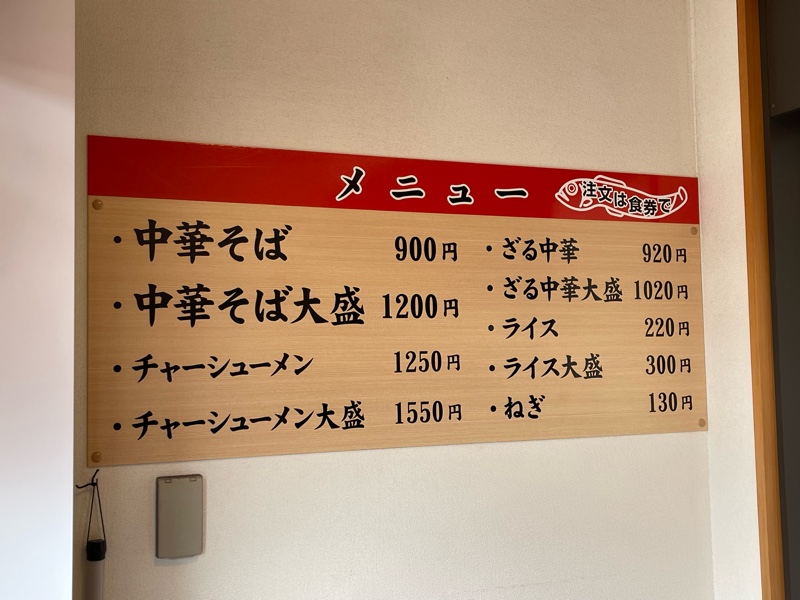 メニュー
注文は食券で
・中華そば 900円
・中華そば大盛 1200円
・チャーシューメン 1250円
・チャーシューメン大盛 1550円
・ざる中華 920円
・ざる中華大盛 1020円
・ライス 220円
・ライス大盛 300円
・ねぎ 130円